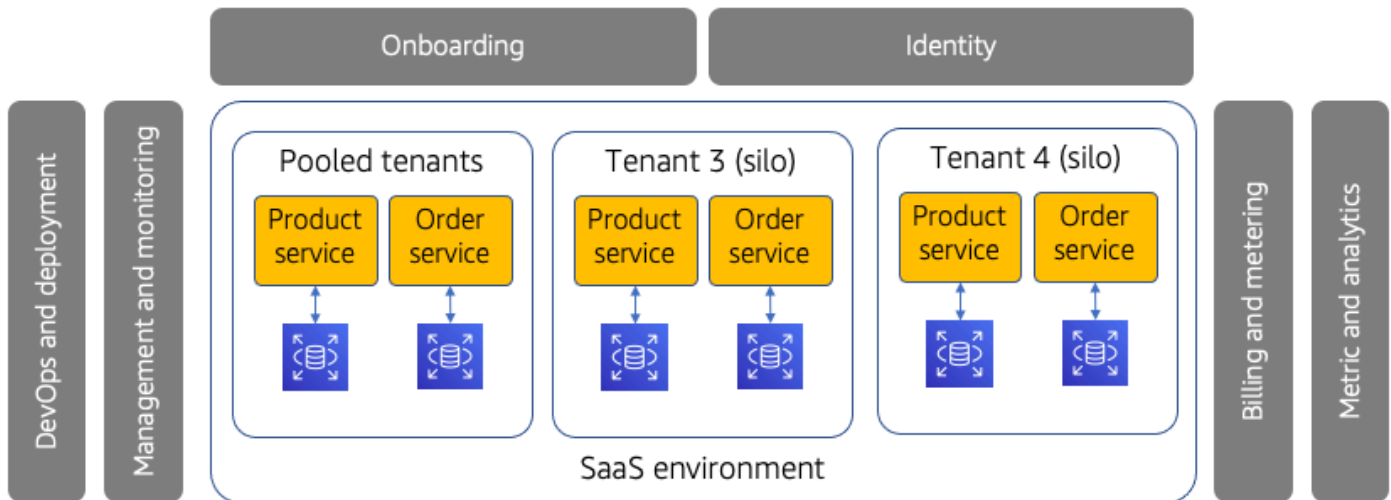 Onboarding
Identity
DevOps and deployment
Management and monitoring
Pooled tenants
Product
service
Order
service
Tenant 3 (silo)
Product
service
Order
service
Tenant 4 (silo)
Product
service
Order
service
SaaS environment
Billing and metering
Metric and analytics